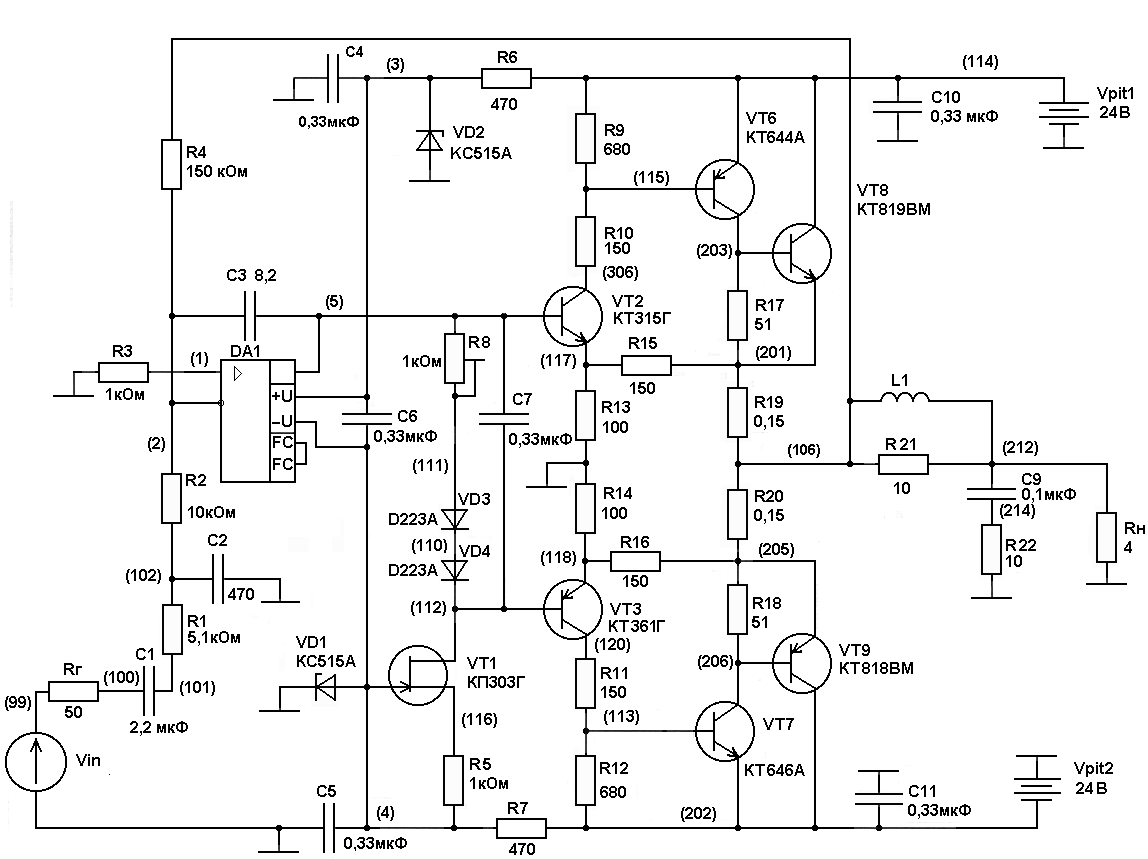 C4
(3)
R6
470
(114)
0,33мкФ
VD2
КС515А
R9
680
VT6
КТ644А
C10
0,33 мкФ
Vpit1
24В
R4
150 кОм
(115)
VT8
КТ819ВМ
R10
150
(306)
(203)
C3 8,2
(5)
VT2
КТ315Г
R17
51
R3
1кОм
(1)
DA1
R8
1кОм
(117)
R15
150
(201)
+U
−U
FC
FC
C6
0,33мкФ
C7
0,33мкФ
R13
100
R19
0,15
L1
(2)
(111)
(106)
R21
10
(212)
R2
10кОм
VD3
D223A
R14
100
R20
0,15
C9
0,1мкФ
(214)
Rн
4
(110)
VD4
D223A
(118)
R16
150
(205)
R22
10
C2
470
(102)
(112)
VT3
КТ361Г
R18
51
R1
5,1кОм
VD1
КС515А
VT1
КП303Г
(120)
R11
150
(206)
VT9
КТ818ВМ
C1
2,2 мкФ
Rг
50
(100)
(101)
(99)
(116)
(113)
VT7
КТ646А
Vin
R5
1кОм
R12
680
C11
0,33мкФ
Vpit2
24В
C5
0,33мкФ
(4)
R7
470
(202)